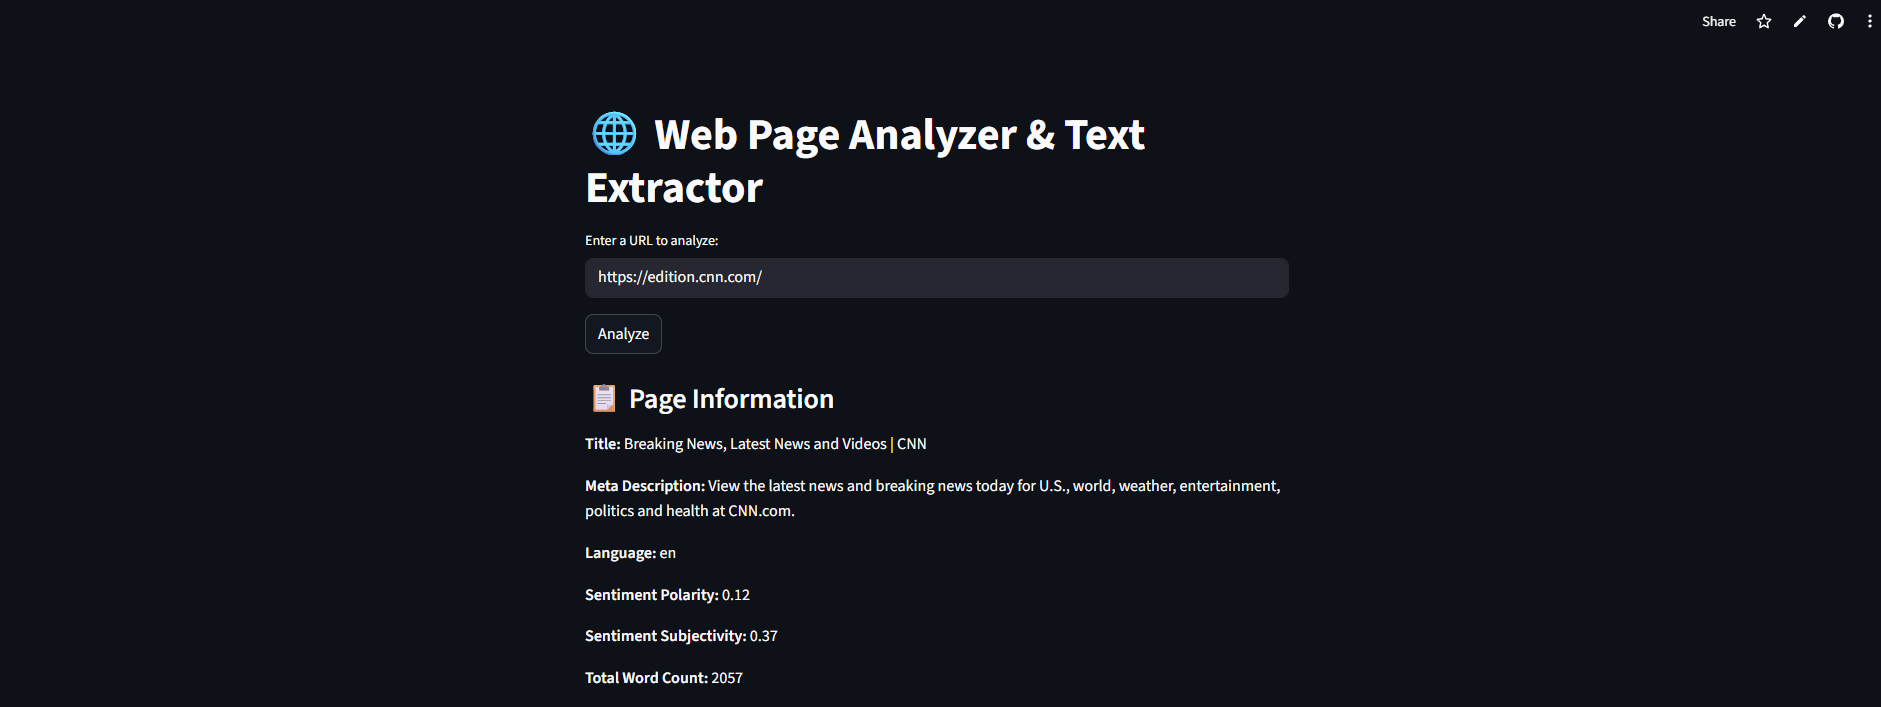 Share
Web Page Analyzer & Text
Extractor
Enter a URL to analyze:
https://edition.cnn.com/
Analyze
Page Information
Title: Breaking News, Latest News and Videos | CNN
Meta Description: View the latest news and breaking news today for U.S., world, weather, entertainment,
politics and health at CNN.com.
Language: en
Sentiment Polarity: 0.12
Sentiment Subjectivity: 0.37
Total Word Count: 2057